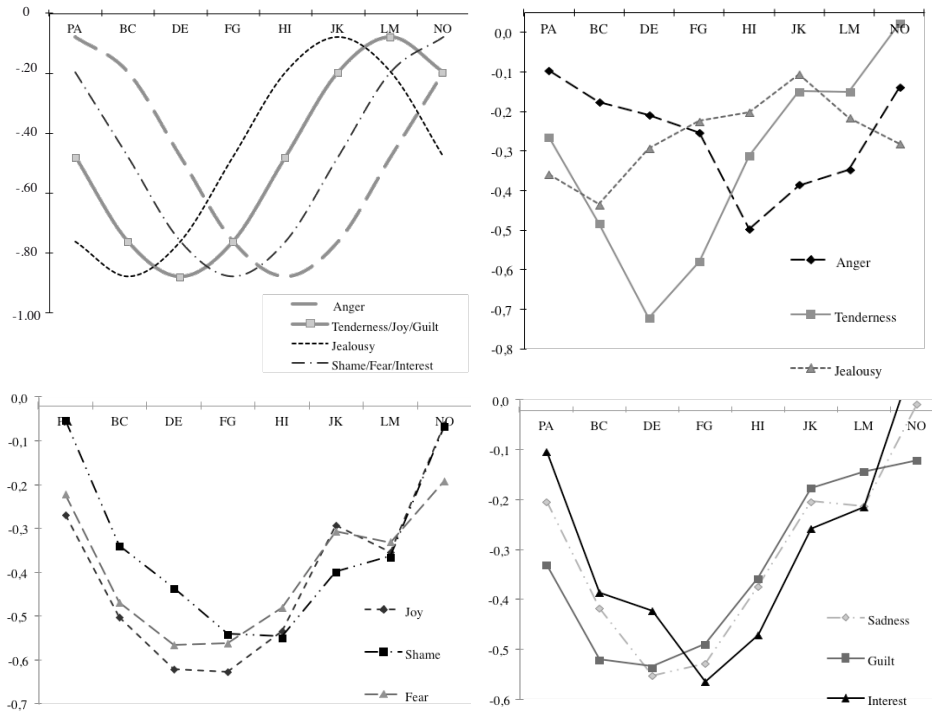 0
PA BC DE FG HI JK LM NO
-.20
-.40
-.60
-.80
-1.00
Anger
Tenderness/Joy/Guilt
Jealousy
Shame/Fear/Interest
0,0
PA BC DE FG HI JK LM NO
-0,1
-0,2
-0,3
-0,4
-0,5
-0,6
-0,7
-0,8
Anger
Tenderness
Jealousy
0,0
BC DE FG HI JK LM NO
-0,1
-0,2
-0,3
-0,4
-0,5
-0,6
-0,7
Joy
Shame
Fear
0,0
PA BC DE FG HI JK LM NO
-0,1
-0,2
-0,3
-0,4
-0,5
-0,6
Sadness
Guilt
Interest